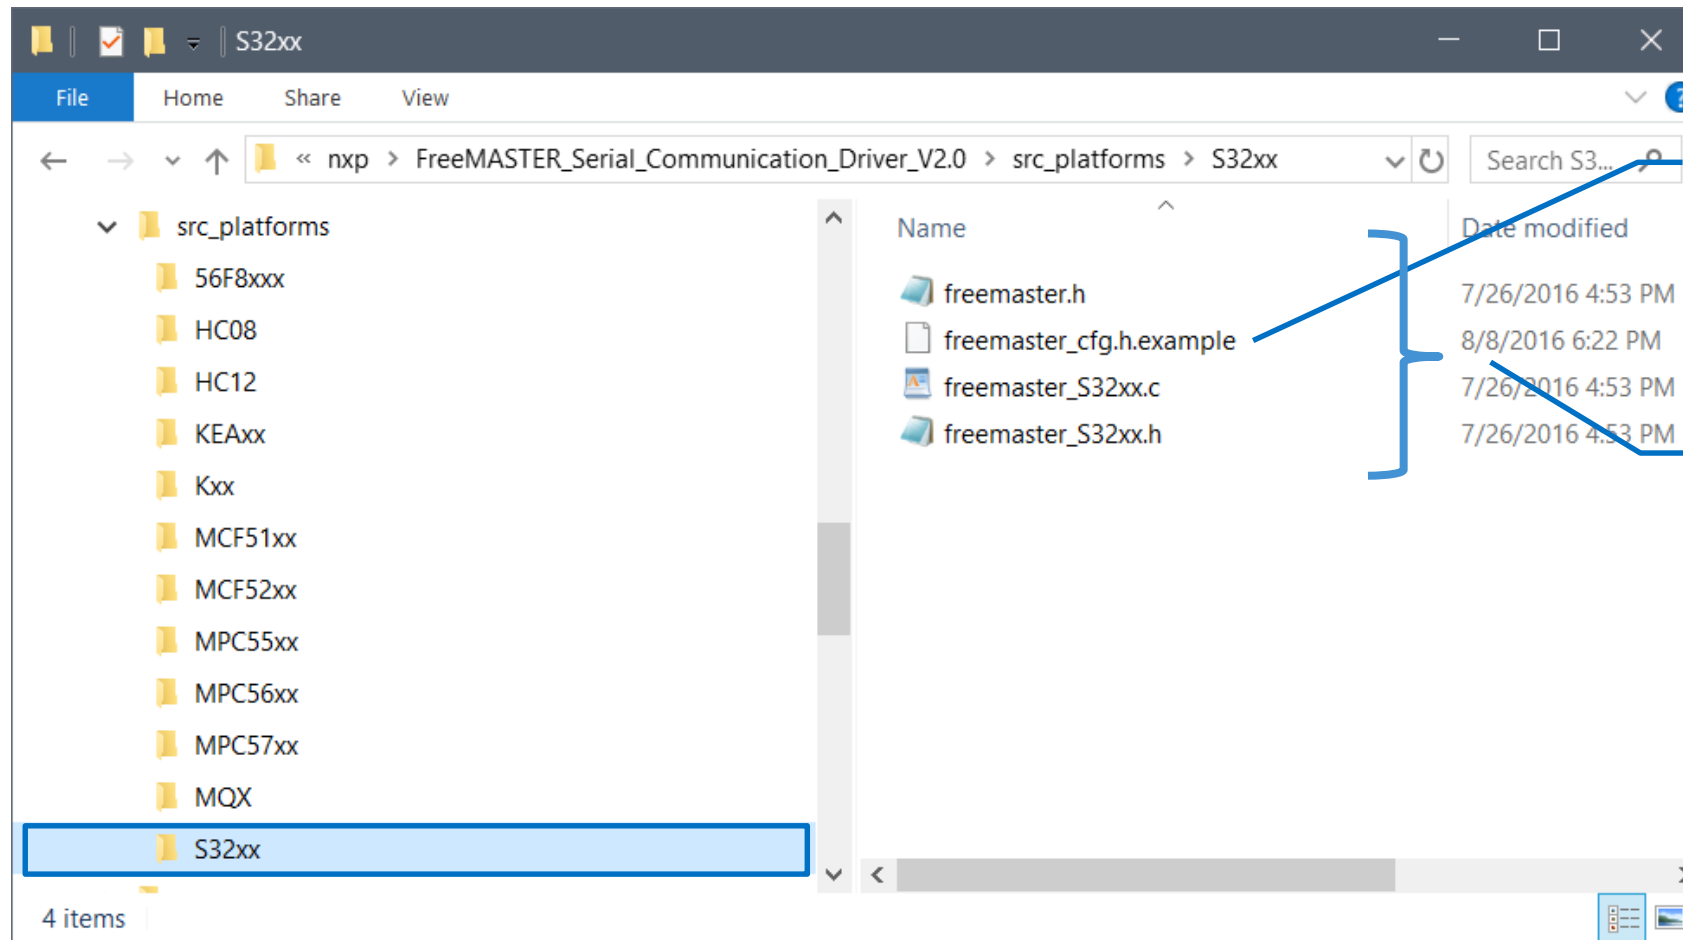 S32xx
File Home Share View
?
« nxp > FreeMASTER_Serial_Communication_Driver_V2.0 > src_platforms > S32xx
Search S3...
src_platforms
56F8xxx
HC08
HC12
KEAxx
Kxx
MCF51xx
MCF52xx
MPC55xx
MPC56xx
MPC57xx
MQX
S32xx
Name Date modified
freemaster.h 7/26/2016 4:53 PM
freemaster_cfg.h.example 8/8/2016 6:22 PM
freemaster_S32xx.c 7/26/2016 4:53 PM
freemaster_S32xx.h 7/26/2016 4:53 PM
4 items